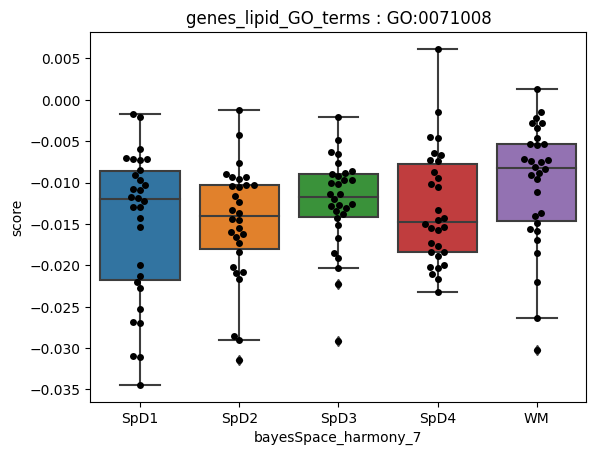 genes_lipid_GO_terms : GO:0071008
0.005
0.000
−0.005
−0.010
−0.015
−0.020
−0.025
−0.030
−0.035
score
SpD1 SpD2 SpD3 SpD4 WM
bayesSpace_harmony_7